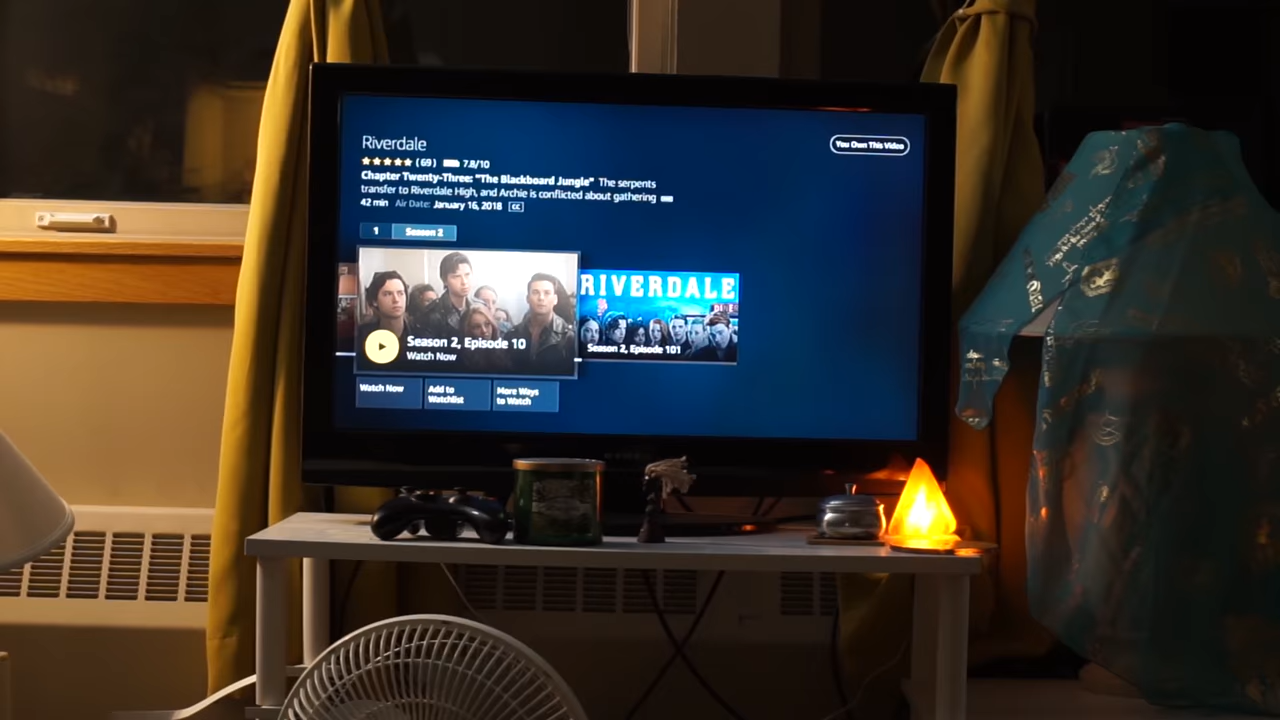 Riverdale
You Own This Video
(69) 7.8/10
Chapter Twenty-Three: "The Blackboard Jungle" The serpents
transfer to Riverdale High, and Archie is conflicted about gathering
42 min Air Date: January 16, 2018 CC
1 Season 2
RIVERDALE
Season 2, Episode 10
Watch Now
Season 2, Episode 101
Watch Now
Add to
Watchlist
More Ways
to Watch